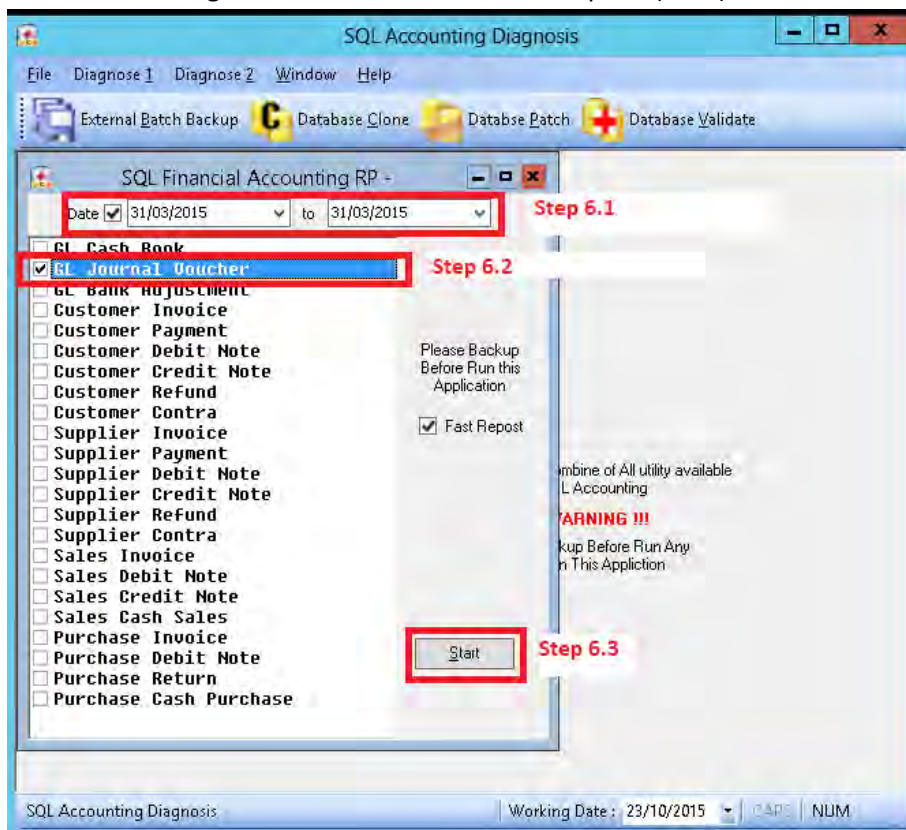 SQL Accounting Diagnosis
File Diagnose 1 Diagnose 2 Window Help
External Batch Backup Database Clone Databse Patch Database Validate
SQL Financial Accounting RP -
Date 31/03/2015 to 31/03/2015
Step 6.1
GL Cash Book
GL Journal Voucher
Step 6.2
GL Bank Adjustment
Customer Invoice
Customer Payment
Customer Debit Note
Customer Credit Note
Customer Refund
Customer Contra
Supplier Invoice
Supplier Payment
Supplier Debit Note
Supplier Credit Note
Supplier Refund
Supplier Contra
Sales Invoice
Sales Debit Note
Sales Credit Note
Sales Cash Sales
Purchase Invoice
Purchase Debit Note
Purchase Return
Purchase Cash Purchase
Please Backup
Before Run this
Application
Fast Repost
Start
Step 6.3
mbine of All utility available
L Accounting
ARNING !!!
kup Before Run Any
n This Appliction
SQL Accounting Diagnosis Working Date : 23/10/2015 CAPS NUM